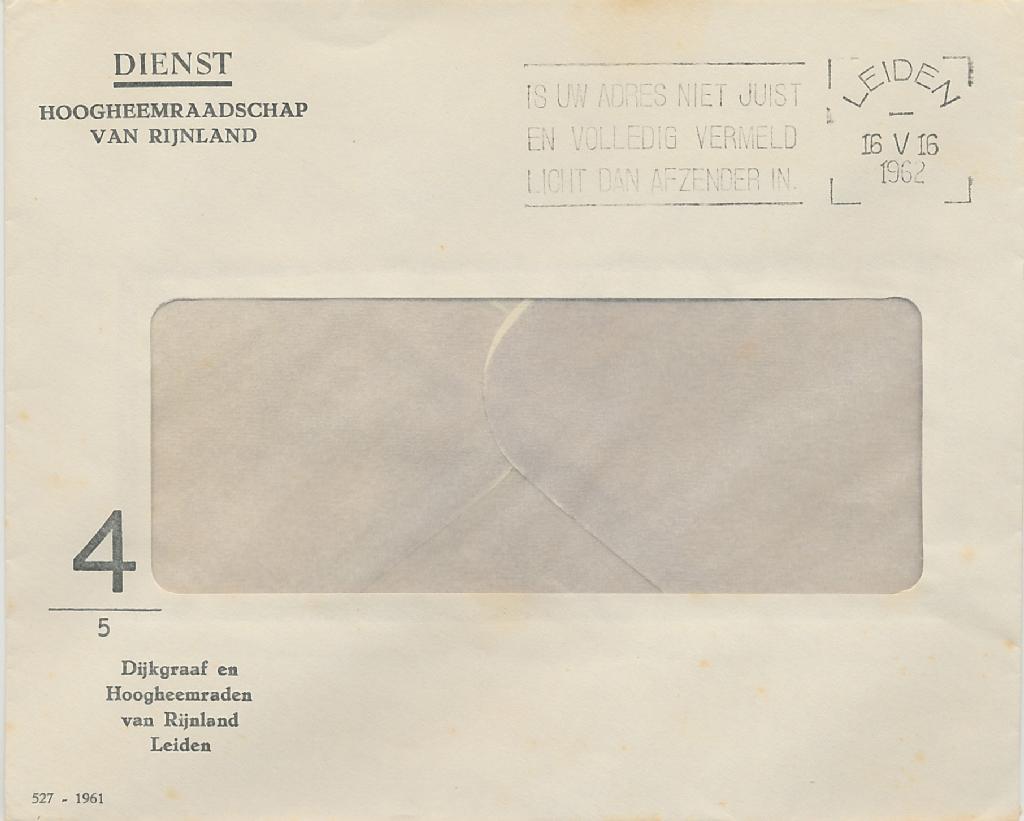 DIENST
HOOGHEEMRAADSCHAP
VAN RIJNLAND
IS UW ADRES NIET JUIST
EN VOLLEDIG VERMELD
LICHT DAN AFZENDER IN.
LEIDEN
16 V 16
1962
4
5
Dijkgraaf en
Hoogheemraden
van Rijnland
Leiden
527 - 1961